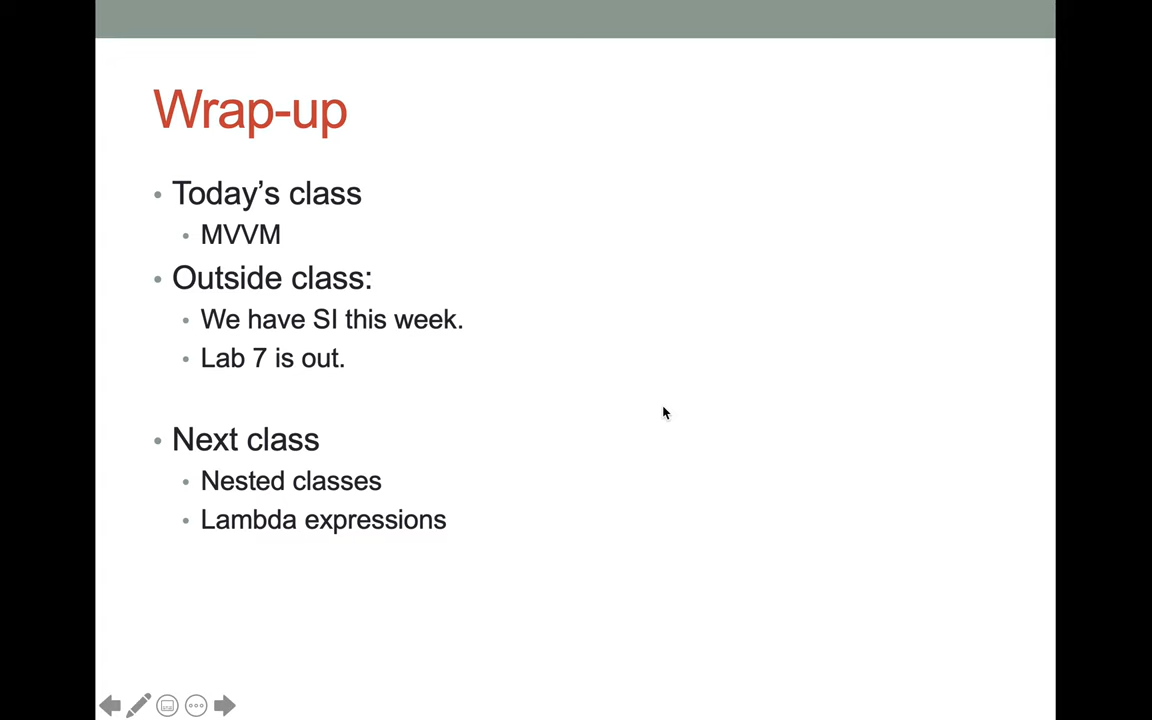 Wrap-up
• Today’s class
• MVVM
• Outside class:
• We have SI this week.
• Lab 7 is out.
• Next class
• Nested classes
• Lambda expressions